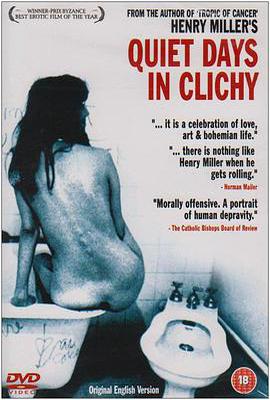 WINNER-PRIX BYZANCE
BEST EROTIC FILM OF THE YEAR
FROM THE AUTHOR OF 'TROPIC OF CANCER'
HENRY MILLER'S
QUIET DAYS
IN CLICHY
"... it is a celebration of love,
art & bohemian life."
"... there is nothing like
Henry Miller when he
gets rolling."
- Norman Mailer
"Morally offensive. A portrait
of human depravity."
- The Catholic Bishops Board of Review
DVD
VIDEO
Original English Version
18